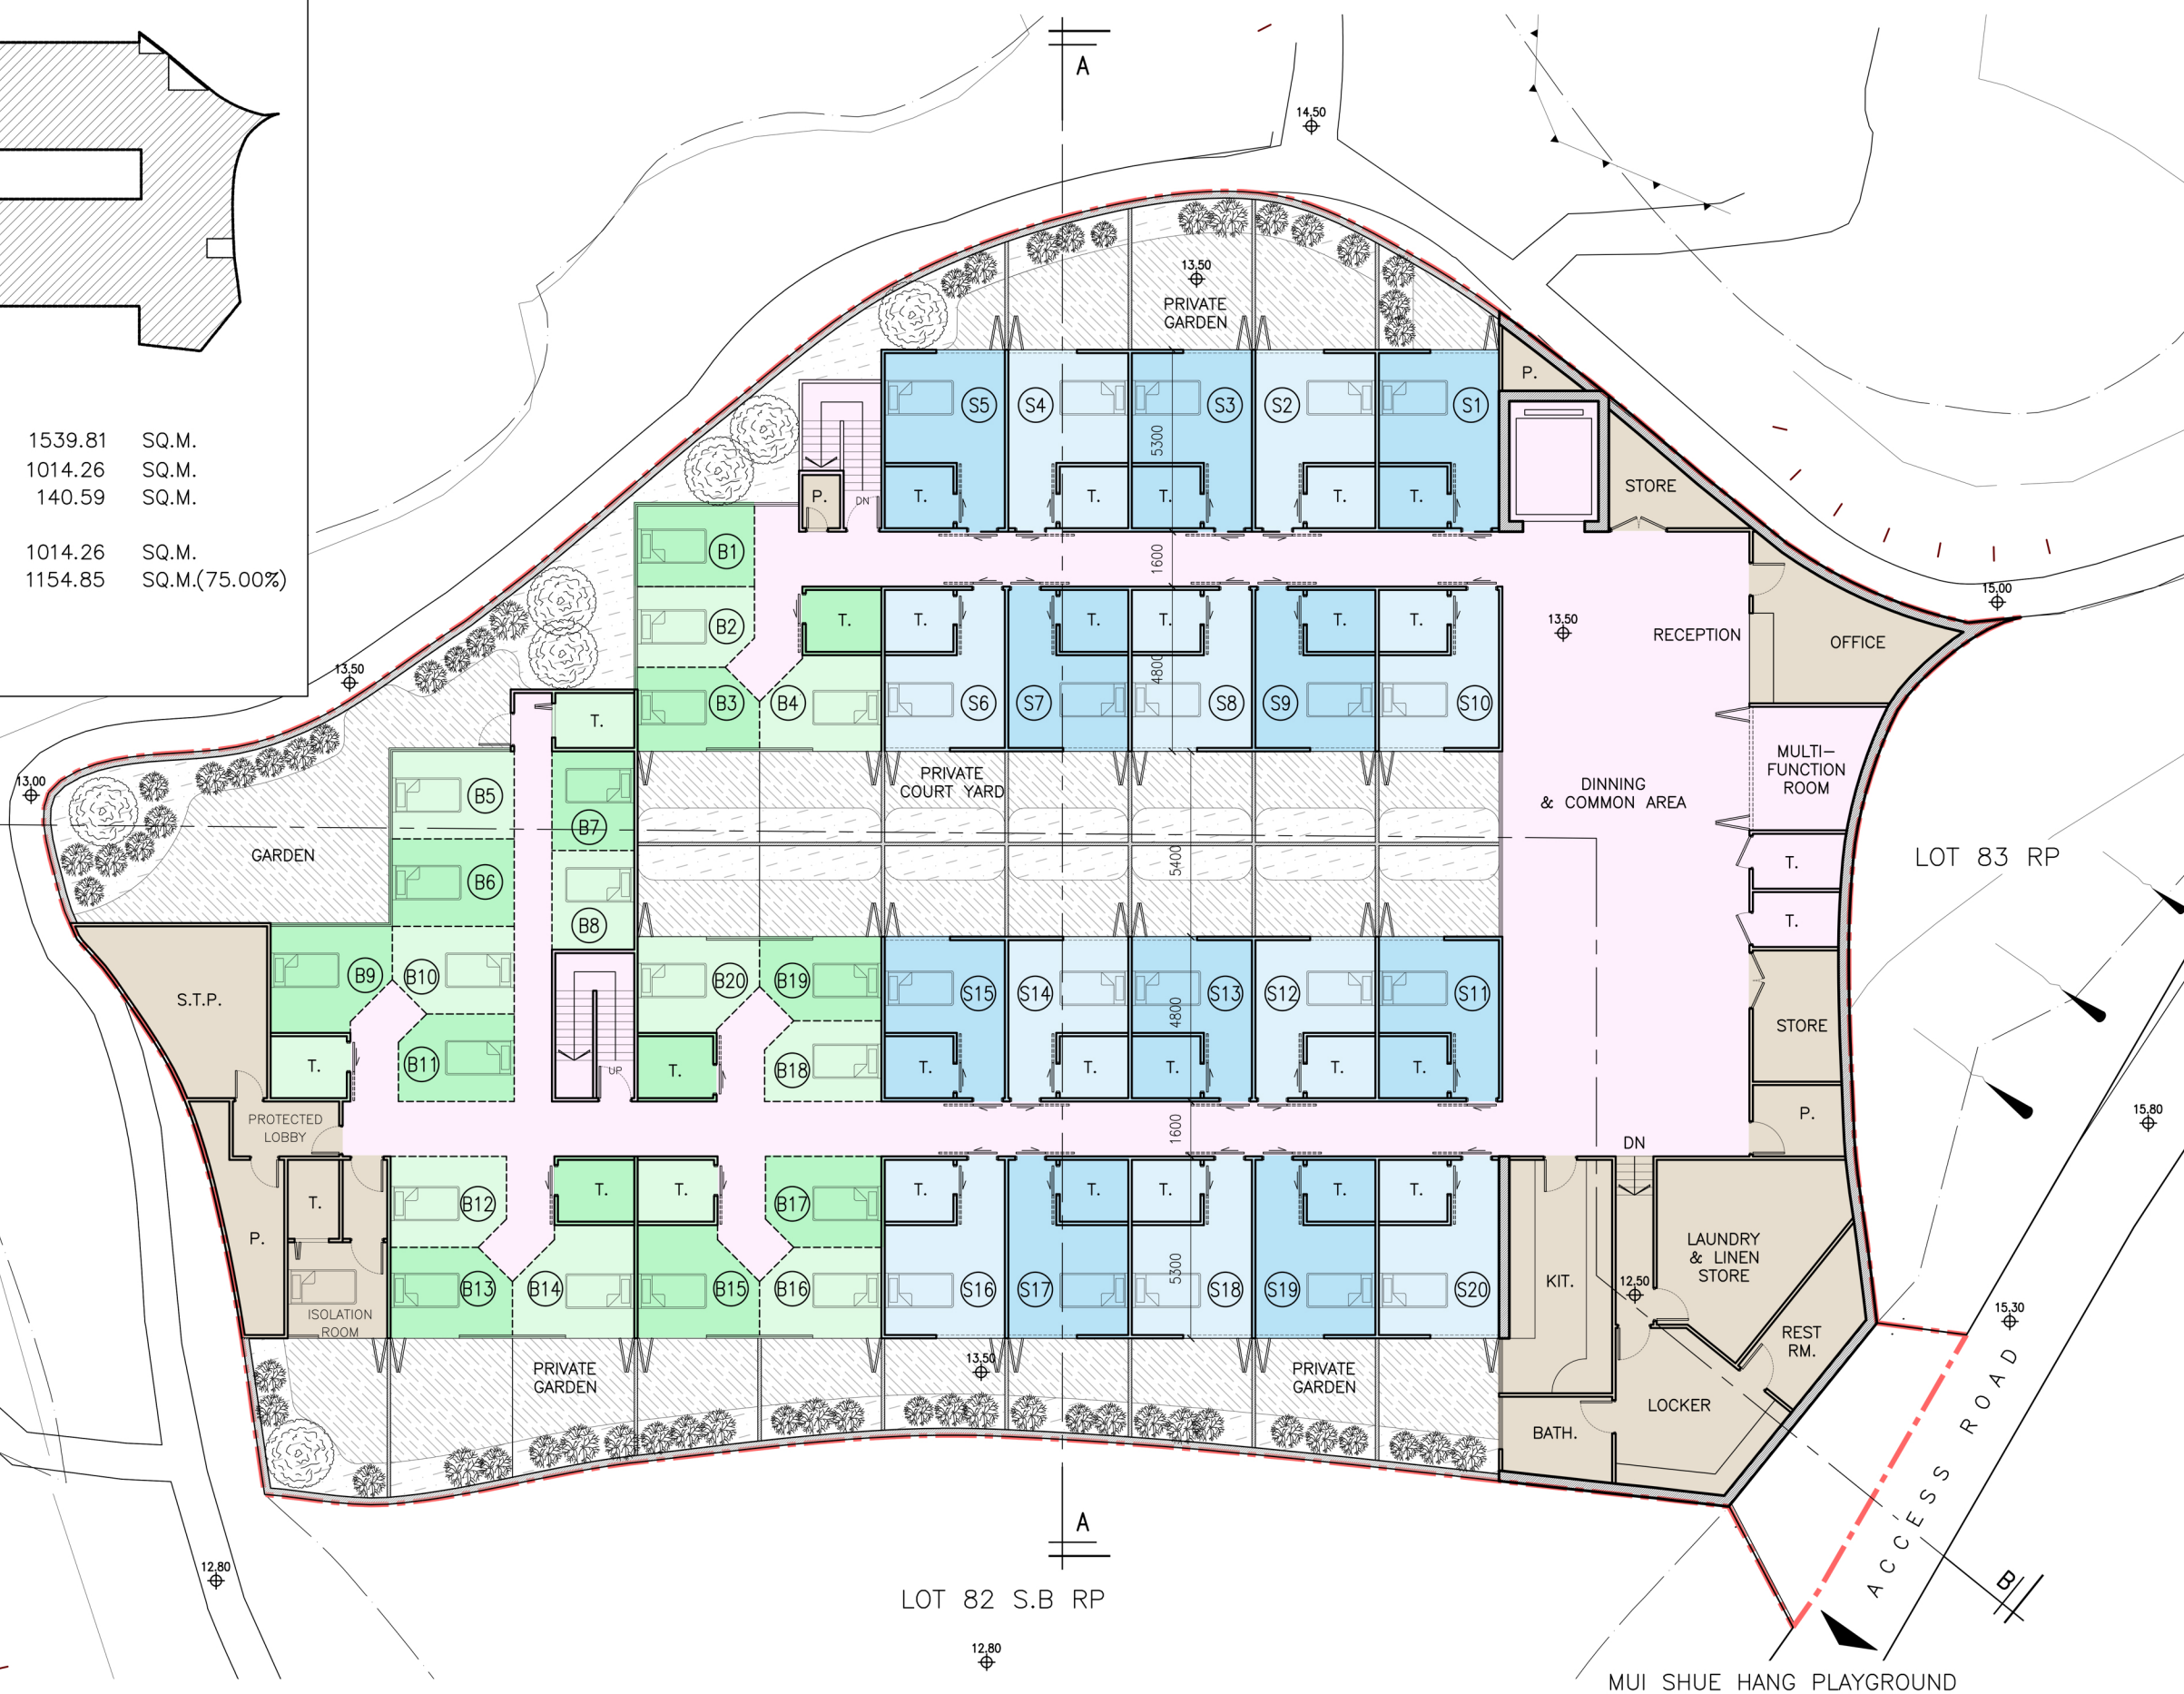 A
14.50
1539.81 SQ.M.
1014.26 SQ.M.
140.59 SQ.M.
1014.26 SQ.M.
1154.85 SQ.M.(75.00%)
13.50
PRIVATE
GARDEN
P.
S5
S4
S3
S2
S1
5300
STORE
P.
T.
T.
T.
T.
T.
DN
B1
1600
15.00
B2
T.
T.
T.
T.
T.
T.
13.50
RECEPTION
OFFICE
4800
13.50
B3
B4
S6
S7
S8
S9
S10
T.
MULTI-
FUNCTION
ROOM
13.00
B5
PRIVATE
COURT YARD
DINNING
& COMMON AREA
B7
GARDEN
5400
T.
LOT 83 RP
B6
B8
T.
B9
B10
B20
B19
S15
S14
S13
S12
S11
S.T.P.
4800
STORE
T.
B11
UP
T.
B18
T.
T.
T.
T.
T.
PROTECTED
LOBBY
1600
P.
15.80
DN
T.
B12
T.
T.
B17
T.
T.
T.
T.
T.
P.
LAUNDRY
& LINEN
STORE
KIT.
12.50
B13
B14
B15
B16
S16
S17
5300
S18
S19
S20
ISOLATION
ROOM
15.30
REST
RM.
PRIVATE
GARDEN
13.50
PRIVATE
GARDEN
LOCKER
BATH.
ACCESS ROAD
A
12.80
LOT 82 S.B RP
B
12.80
MUI SHUE HANG PLAYGROUND